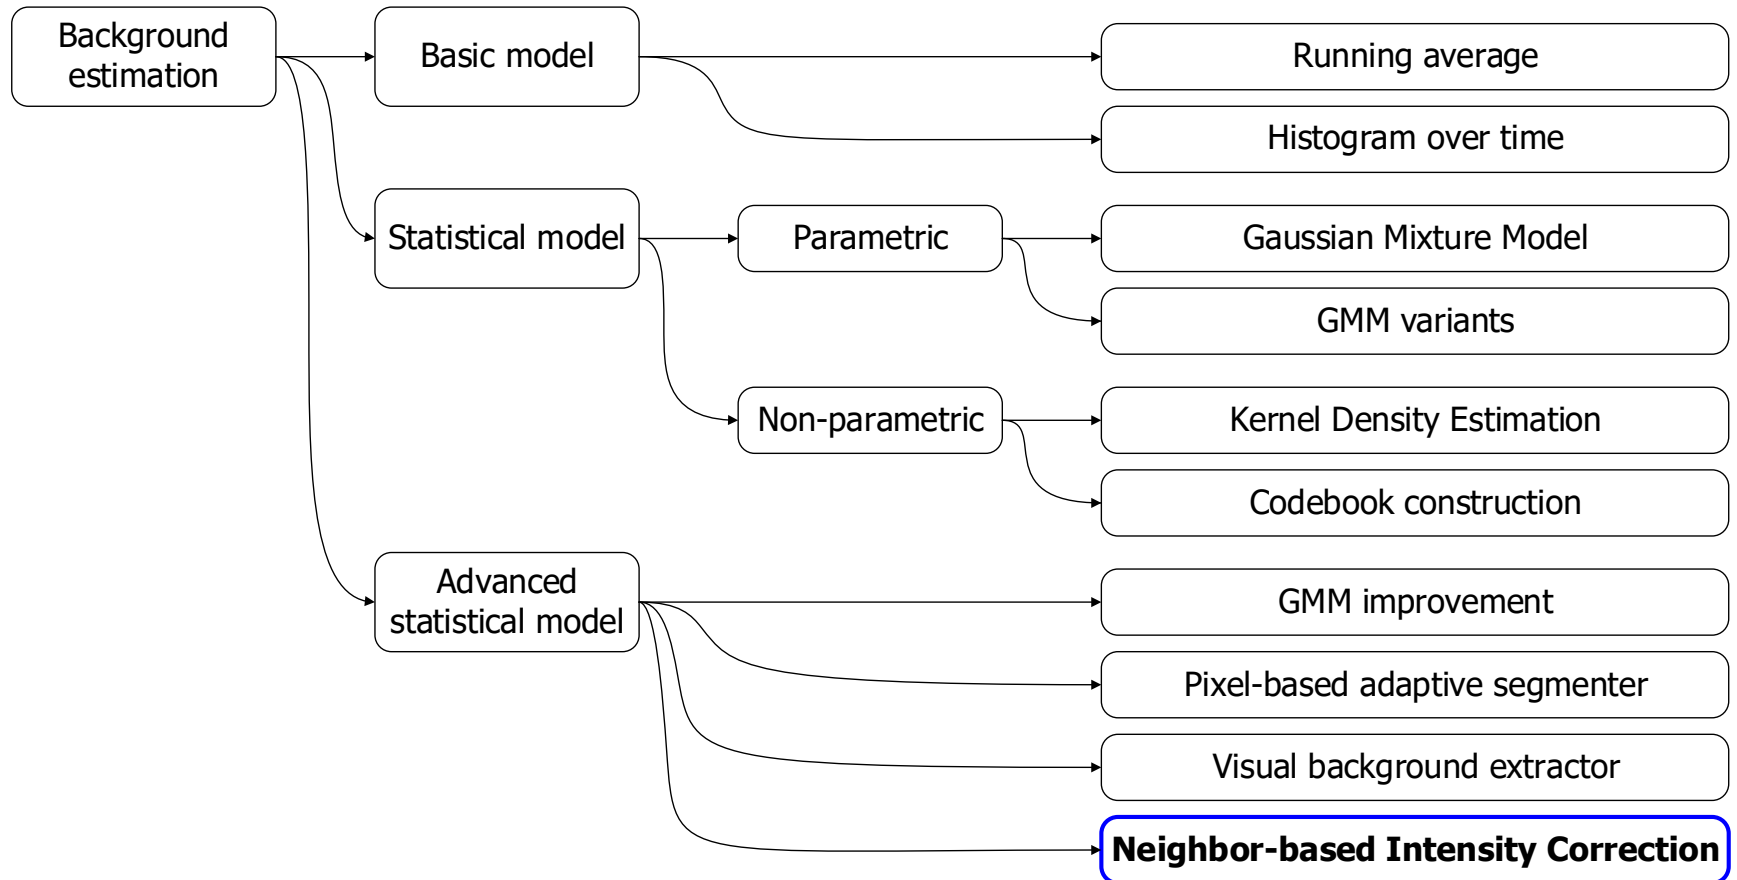 Background
estimation
Basic model
Running average
Histogram over time
Statistical model
Parametric
Gaussian Mixture Model
GMM variants
Non-parametric
Kernel Density Estimation
Codebook construction
Advanced
statistical model
GMM improvement
Pixel-based adaptive segmenter
Visual background extractor
Neighbor-based Intensity Correction